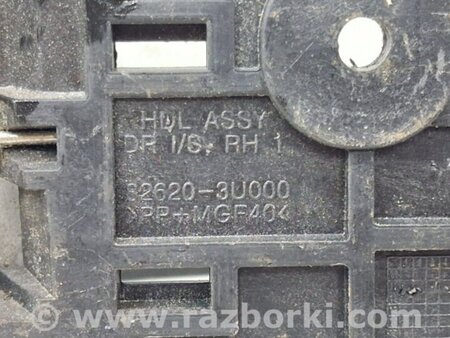 HDL ASSY
DR I/S, RH 1
82620-3U000
>PP+MGF404
© www.razborki.com